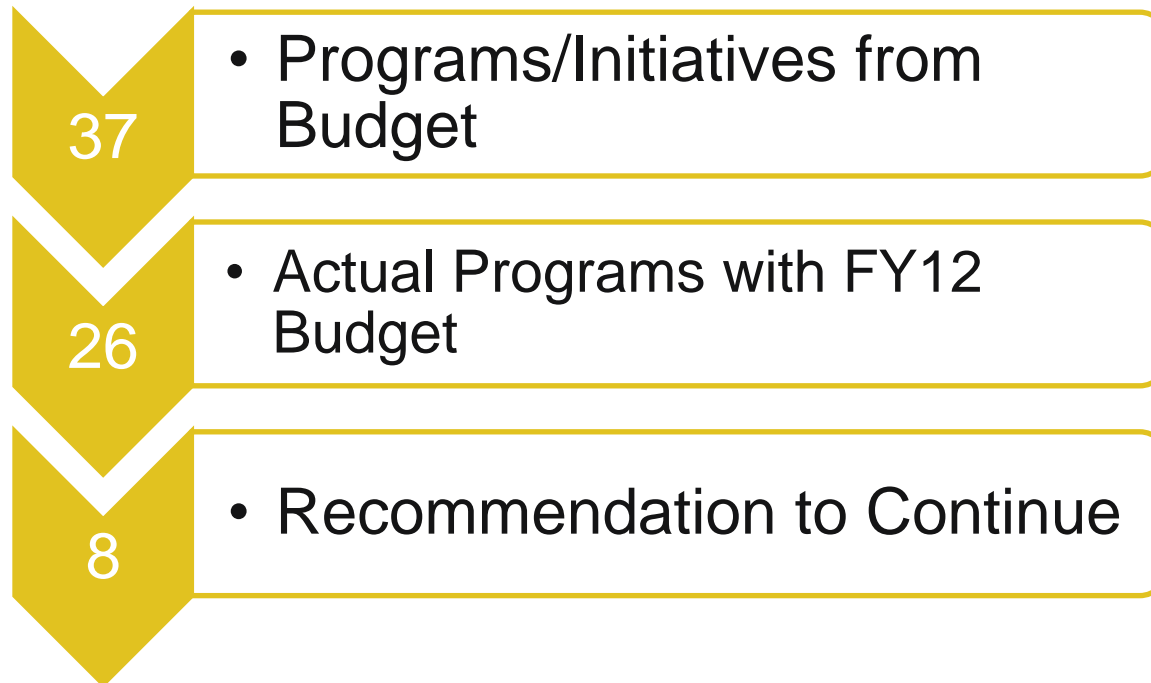 37
• Programs/Initiatives from
Budget
26
• Actual Programs with FY12
Budget
8
• Recommendation to Continue